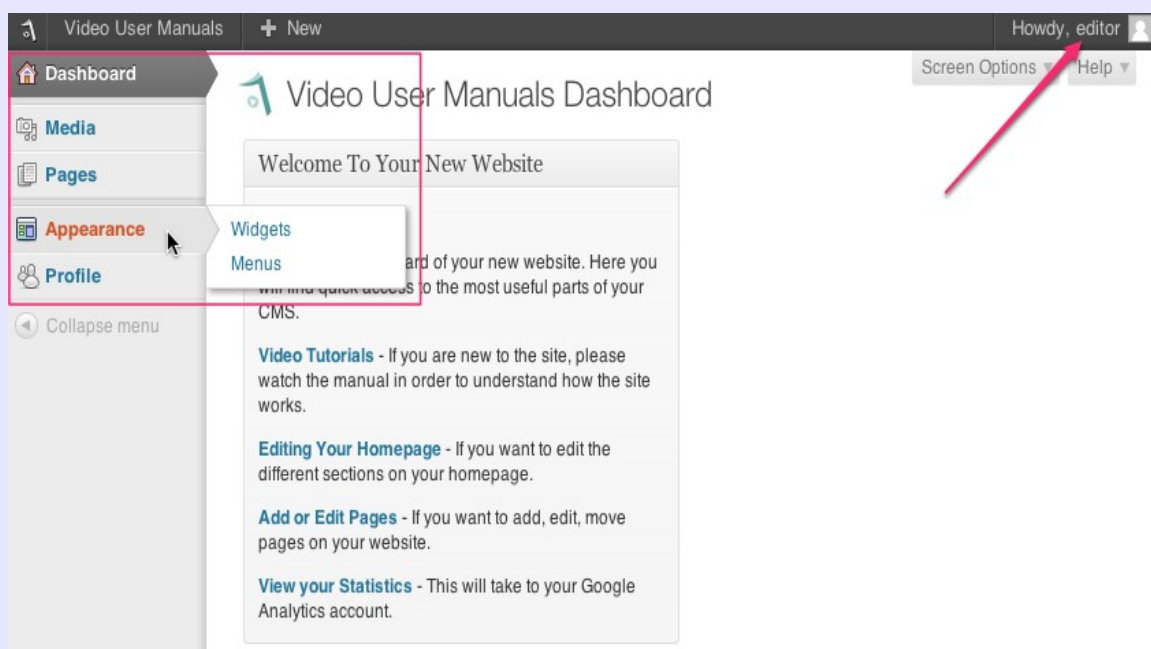 Video User Manuals + New Howdy, editor
Dashboard
Screen Options ▼ Help ▼
Video User Manuals Dashboard
Media
Pages
Appearance
Profile
Collapse menu
Widgets
Menus
Welcome To Your New Website
ard of your new website. Here you
will find quick access to the most useful parts of your
CMS.
Video Tutorials - If you are new to the site, please
watch the manual in order to understand how the site
works.
Editing Your Homepage - If you want to edit the
different sections on your homepage.
Add or Edit Pages - If you want to add, edit, move
pages on your website.
View your Statistics - This will take to your Google
Analytics account.